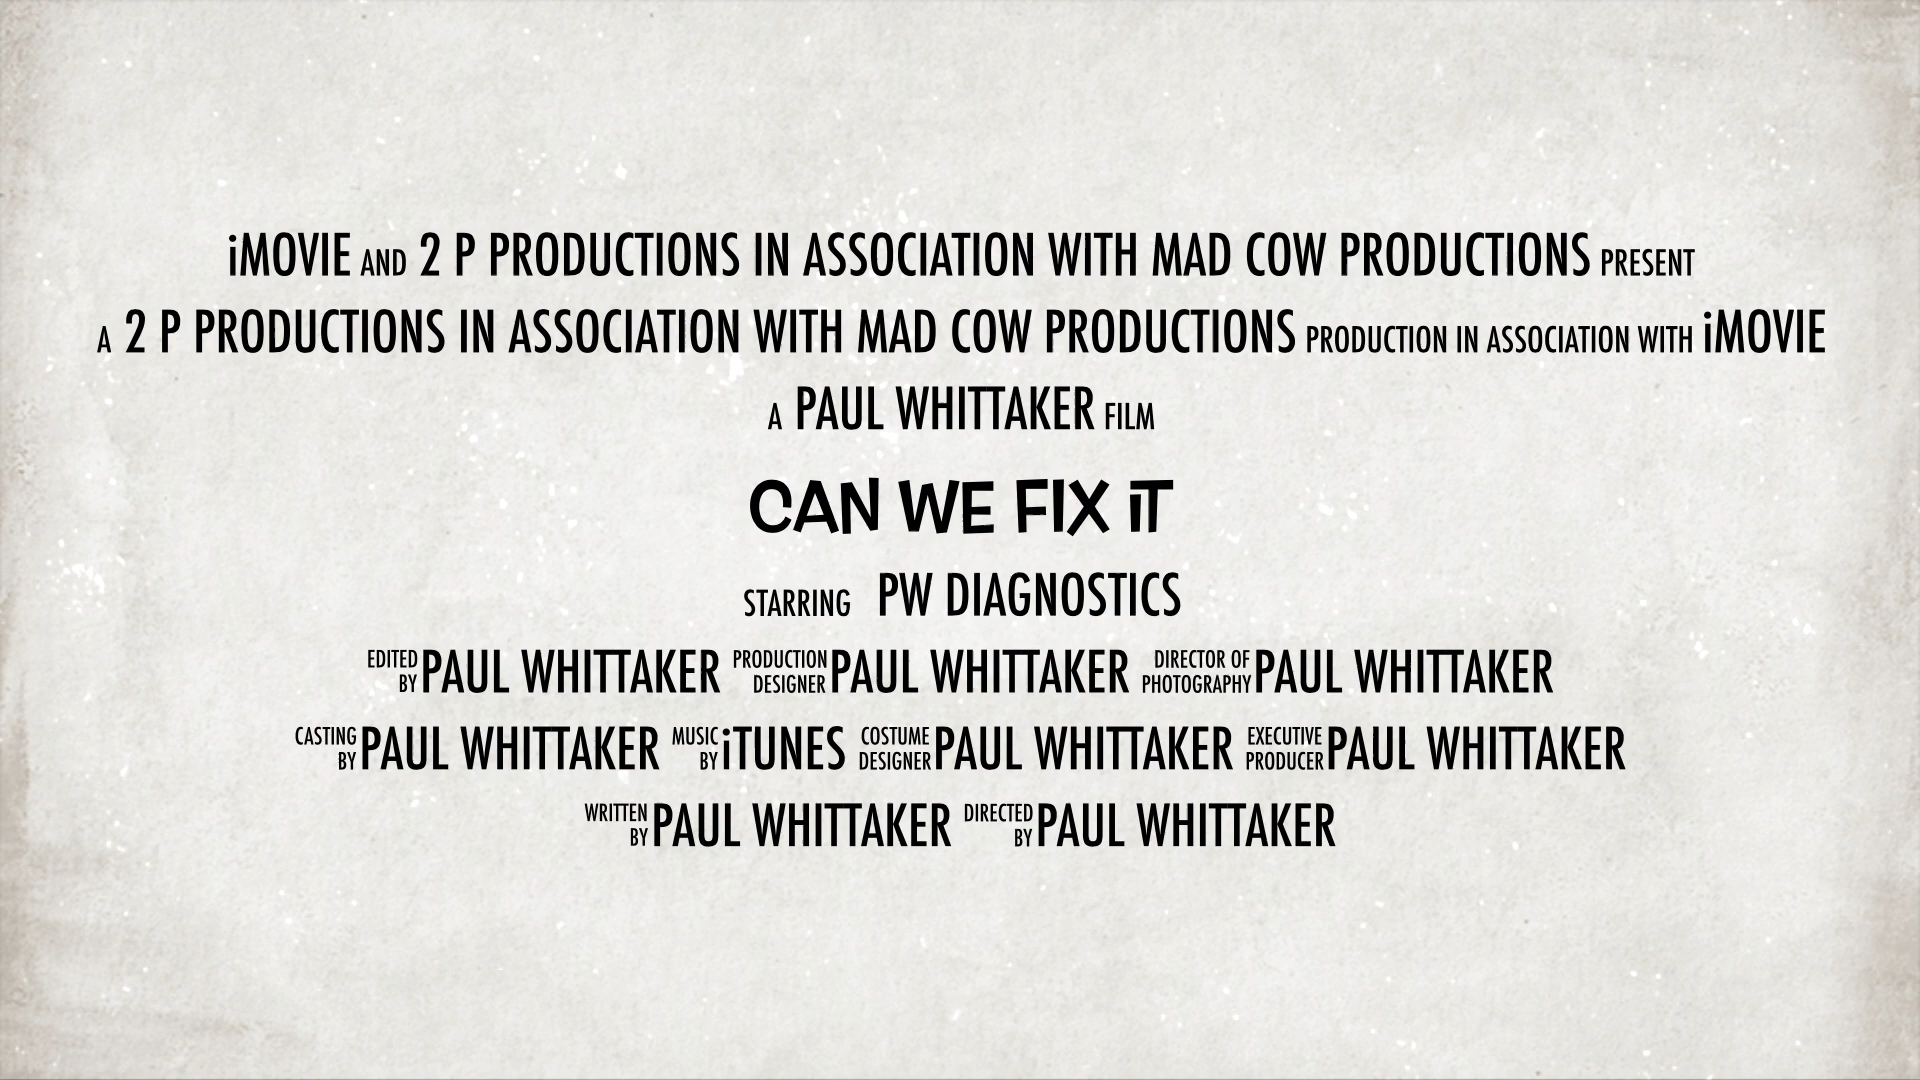 iMOVIE AND 2 P PRODUCTIONS IN ASSOCIATION WITH MAD COW PRODUCTIONS PRESENT
A 2 P PRODUCTIONS IN ASSOCIATION WITH MAD COW PRODUCTIONS PRODUCTION IN ASSOCIATION WITH iMOVIE
A PAUL WHITTAKER FILM
CAN WE FIX iT
STARRING PW DIAGNOSTICS
EDITED BY PAUL WHITTAKER PRODUCTION DESIGNER PAUL WHITTAKER DIRECTOR OF PHOTOGRAPHY PAUL WHITTAKER
CASTING BY PAUL WHITTAKER MUSIC BY iTUNES COSTUME DESIGNER PAUL WHITTAKER EXECUTIVE PRODUCER PAUL WHITTAKER
WRITTEN BY PAUL WHITTAKER DIRECTED BY PAUL WHITTAKER